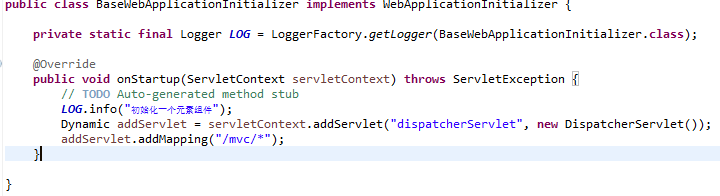 public class BaseWebApplicationInitializer implements WebApplicationInitializer {
private static final Logger LOG = LoggerFactory.getLogger(BaseWebApplicationInitializer.class);
@Override
public void onStartup(ServletContext servletContext) throws ServletException {
// TODO Auto-generated method stub
LOG.info("初始化一个元素组件");
Dynamic addServlet = servletContext.addServlet("dispatcherServlet", new DispatcherServlet());
addServlet.addMapping("/mvc/*");
}
}